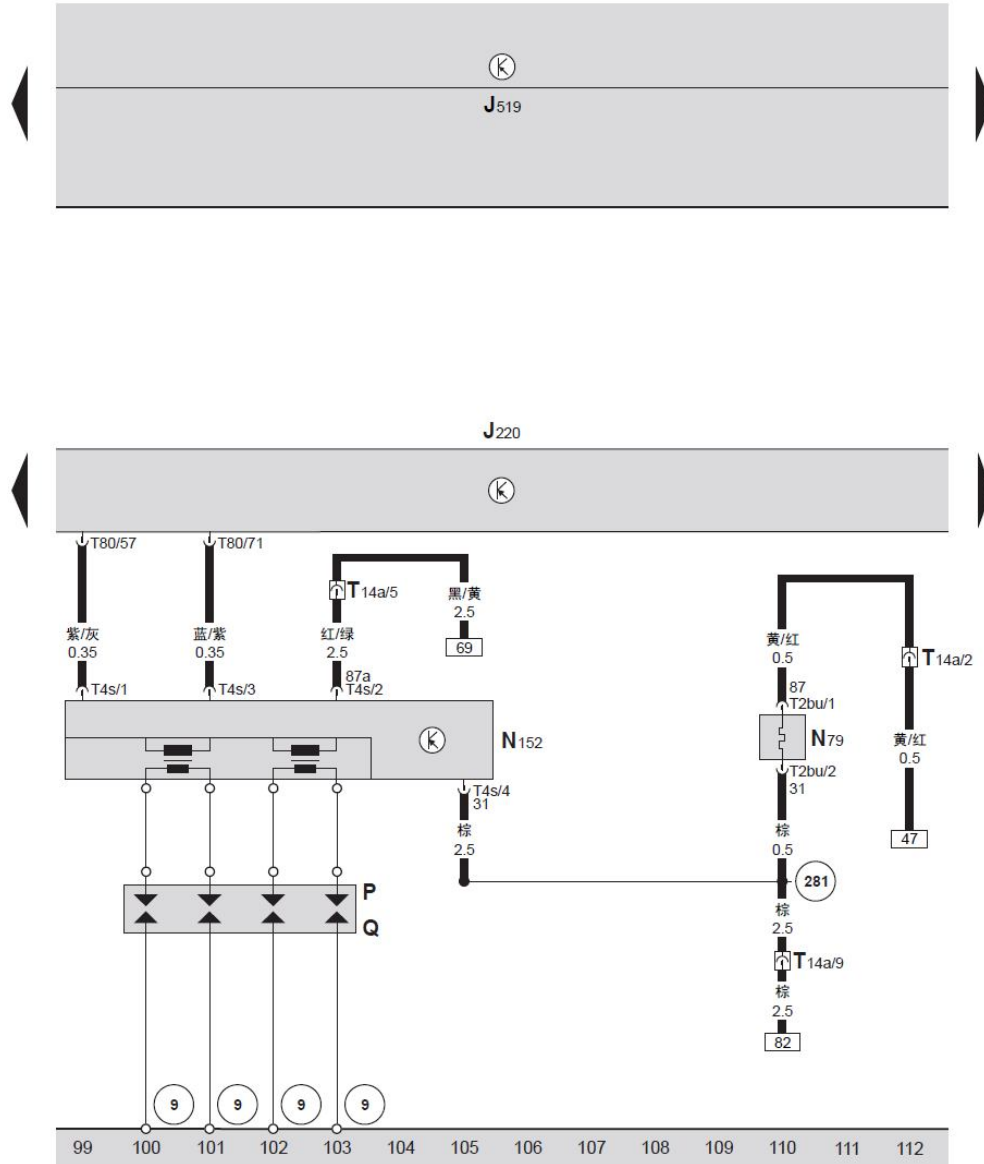 J519
J220
T80/57
T80/71
T14a/5
紫/灰
0.35
蓝/紫
0.35
红/绿
2.5
黑/黄
2.5
69
黄/红
0.5
T14a/2
T4s/1
T4s/3
87a
T4s/2
87
T2bu/1
N152
N79
黄/红
0.5
T4s/4
31
T2bu/2
31
棕
2.5
棕
0.5
47
281
P
Q
棕
2.5
T14a/9
棕
2.5
82
9 9 9 9
99 100 101 102 103 104 105 106 107 108 109 110 111 112